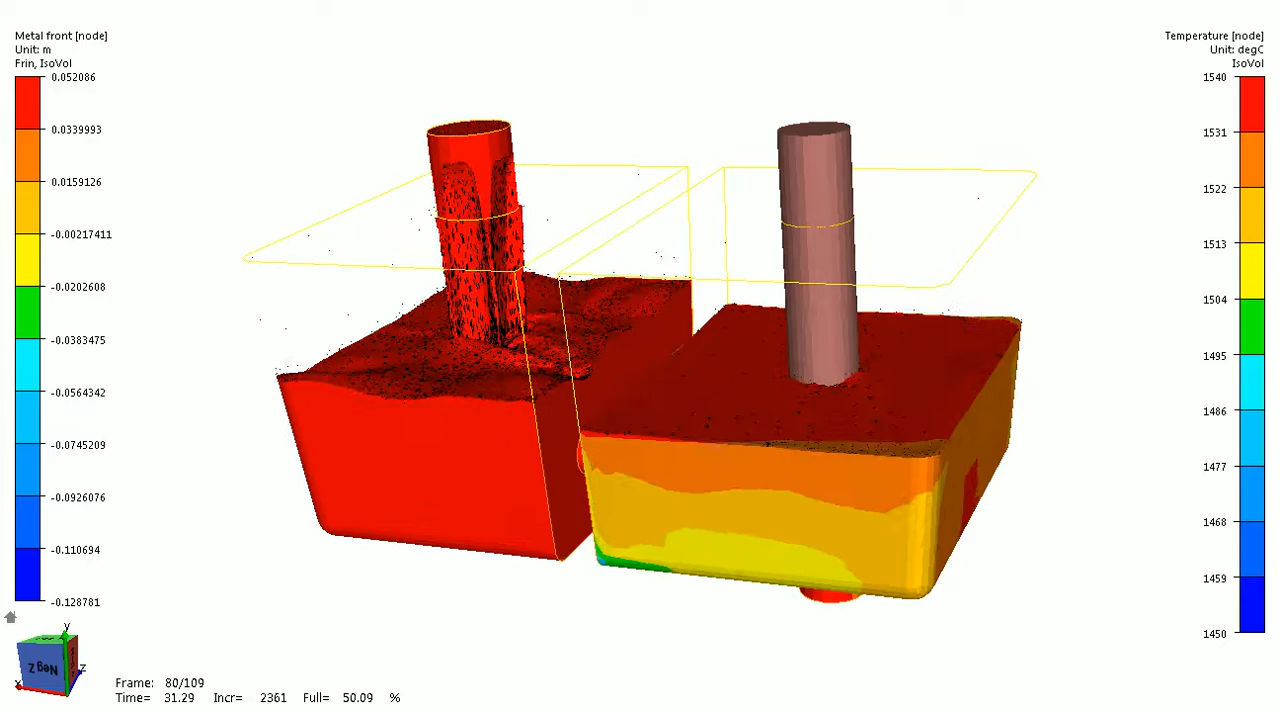 Metal front [node]
Unit: m
Frin, IsoVol
0.052086
0.0339993
0.0159126
-0.00217411
-0.0202608
-0.0383475
-0.0564342
-0.0745209
-0.0926076
-0.110694
-0.128781
Temperature [node]
Unit: degC
IsoVol
1540
1531
1522
1513
1504
1495
1486
1477
1468
1459
1450
y
Neg Z
z
x
Frame: 80/109
Time= 31.29 Incr= 2361 Full= 50.09 %